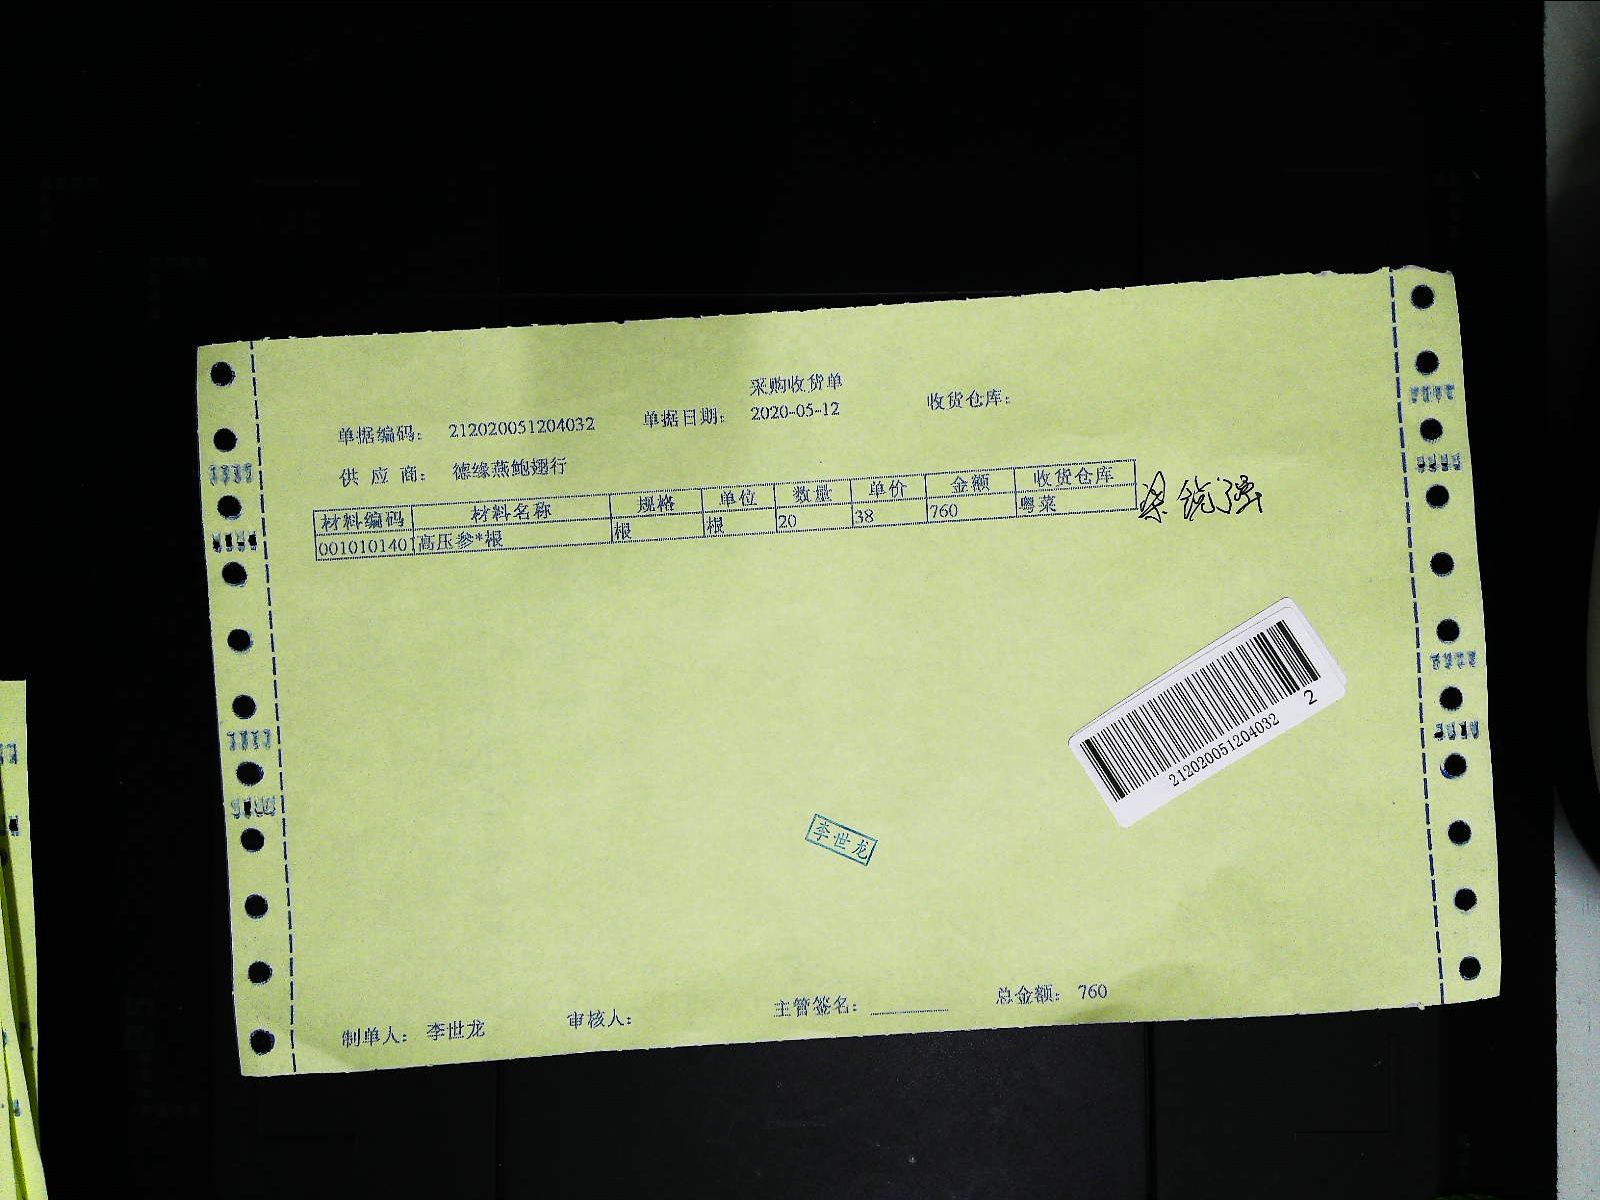 采购收货单
单据编码： 212020051204032 单据日期： 2020-05-12 收货仓库：
供 应 商： 德缘燕鲍翅行
材料编码 材料名称 规格 单位 数量 单价 金额 收货仓库
0010101401 高压参*根 根 根 20 38 760 粤菜
212020051204032 2
李世龙
制单人： 李世龙 审核人： 主管签名： 总金额： 760